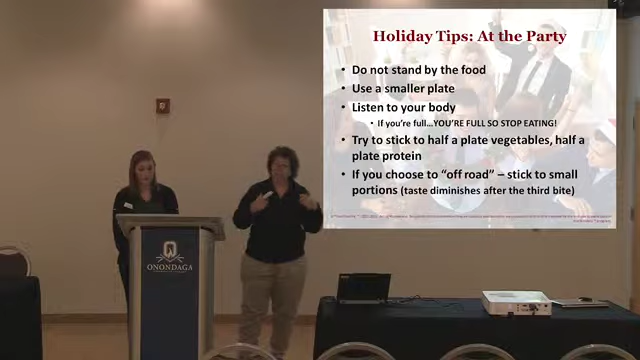 Holiday Tips: At the Party
• Do not stand by the food
• Use a smaller plate
• Listen to your body
• If you're full...YOU'RE FULL SO STOP EATING!
• Try to stick to half a plate vegetables, half a
plate protein
• If you choose to "off road" – stick to small
portions (taste diminishes after the third bite)
ONONDAGA